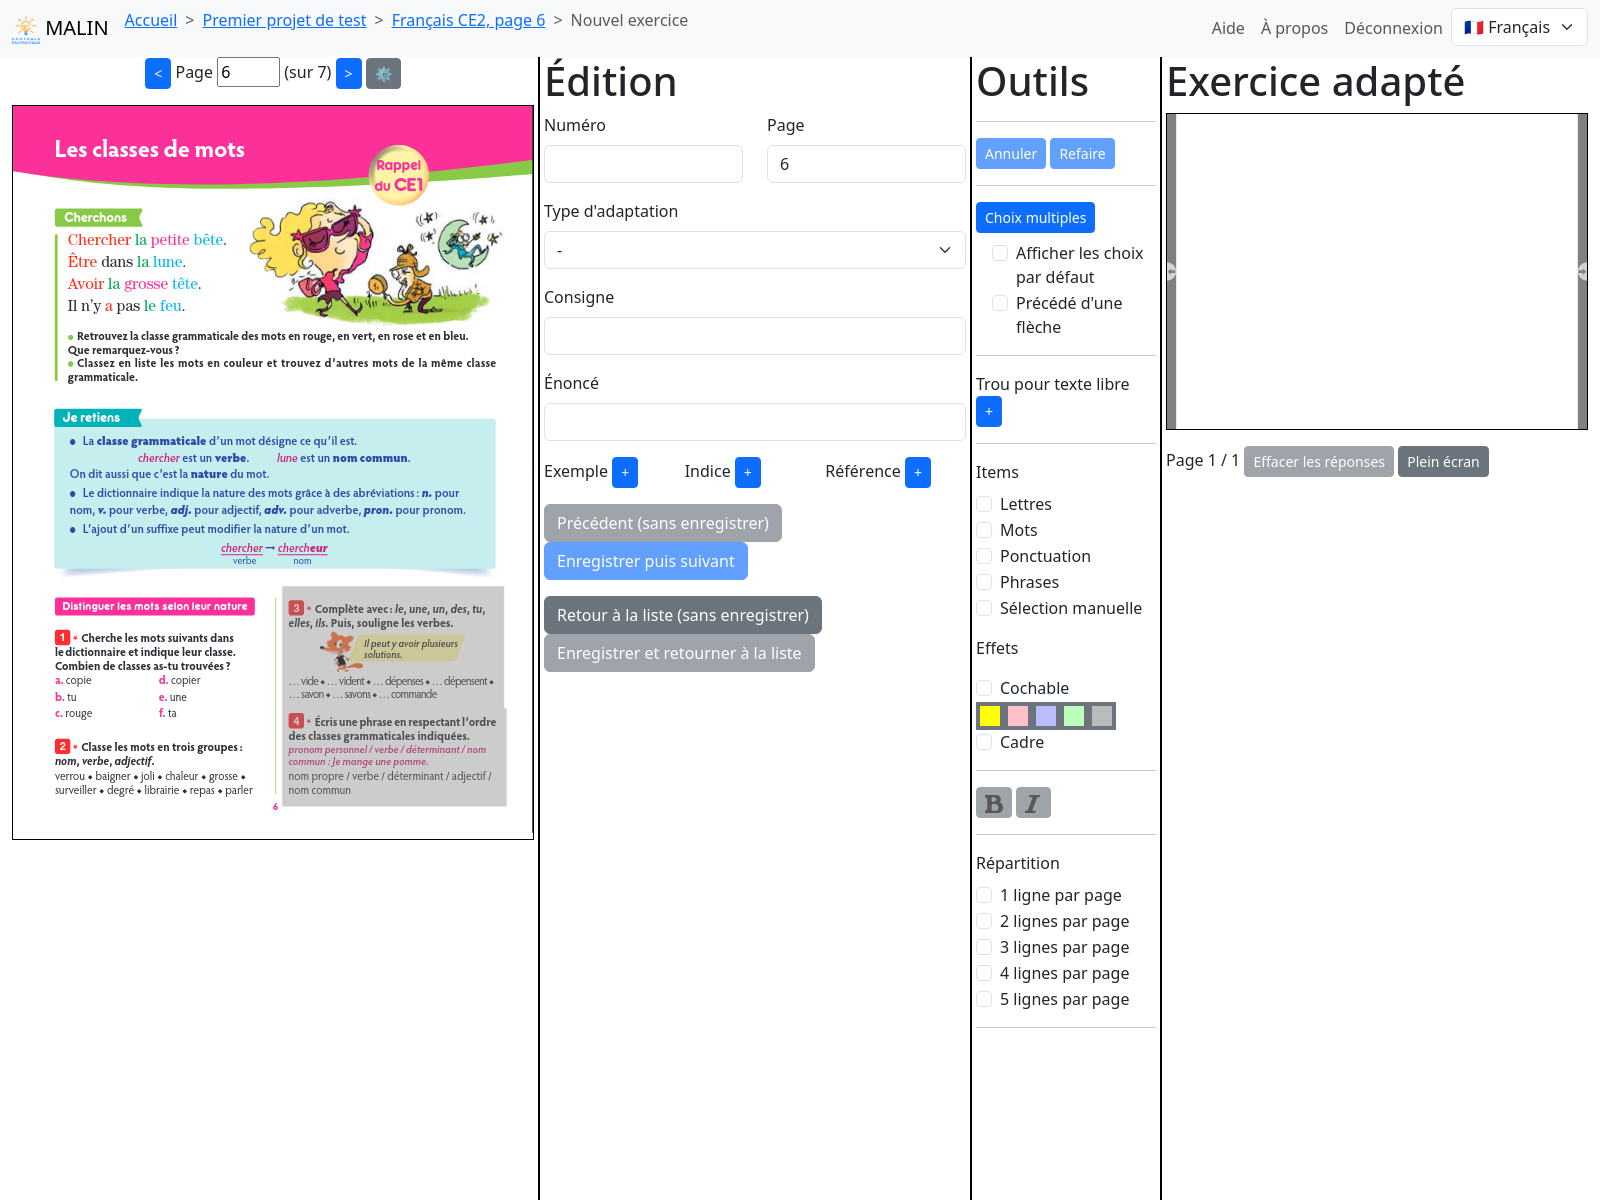 MALIN Accueil > Premier projet de test > Français CE2, page 6 > Nouvel exercice Aide À propos Déconnexion Français
< Page 6 (sur 7) >
Les classes de mots
Rappel
du CE1
Cherchons
Chercher la petite bête.
Être dans la lune.
Avoir la grosse tête.
Il n'y a pas le feu.
• Retrouvez la classe grammaticale des mots en rouge, en vert, en rose et en bleu.
Que remarquez-vous ?
• Classez en liste les mots en couleur et trouvez d'autres mots de la même classe
grammaticale.
Je retiens
• La classe grammaticale d'un mot désigne ce qu'il est.
chercher est un verbe. lune est un nom commun.
On dit aussi que c'est la nature du mot.
• Le dictionnaire indique la nature des mots grâce à des abréviations : n. pour
nom, v. pour verbe, adj. pour adjectif, adv. pour adverbe, pron. pour pronom.
• L'ajout d'un suffixe peut modifier la nature d'un mot.
chercher → chercheur
verbe nom
Distinguer les mots selon leur nature
1 * Cherche les mots suivants dans
le dictionnaire et indique leur classe.
Combien de classes as-tu trouvées ?
a. copie d. copier
b. tu e. une
c. rouge f. ta
2 * Classe les mots en trois groupes :
nom, verbe, adjectif.
verrou ◆ baigner ◆ joli ◆ chaleur ◆ grosse ◆
surveiller ◆ degré ◆ librairie ◆ repas ◆ parler
3 * Complète avec : le, une, un, des, tu,
elles, ils. Puis, souligne les verbes.
Il peut y avoir plusieurs
solutions.
… vide ◆ … vident ◆ … dépenses ◆ … dépensent ◆
… savon ◆ … savons ◆ … commande
4 * Écris une phrase en respectant l'ordre
des classes grammaticales indiquées.
pronom personnel / verbe / déterminant / nom
commun : Je mange une pomme.
nom propre / verbe / déterminant / adjectif /
nom commun
6
Édition
Numéro Page
6
Type d'adaptation
-
Consigne
Énoncé
Exemple + Indice + Référence +
Précédent (sans enregistrer)
Enregistrer puis suivant
Retour à la liste (sans enregistrer)
Enregistrer et retourner à la liste
Outils
Annuler Refaire
Choix multiples
Afficher les choix
par défaut
Précédé d'une
flèche
Trou pour texte libre
+
Items
Lettres
Mots
Ponctuation
Phrases
Sélection manuelle
Effets
Cochable
Cadre
B I
Répartition
1 ligne par page
2 lignes par page
3 lignes par page
4 lignes par page
5 lignes par page
Exercice adapté
Page 1 / 1 Effacer les réponses Plein écran